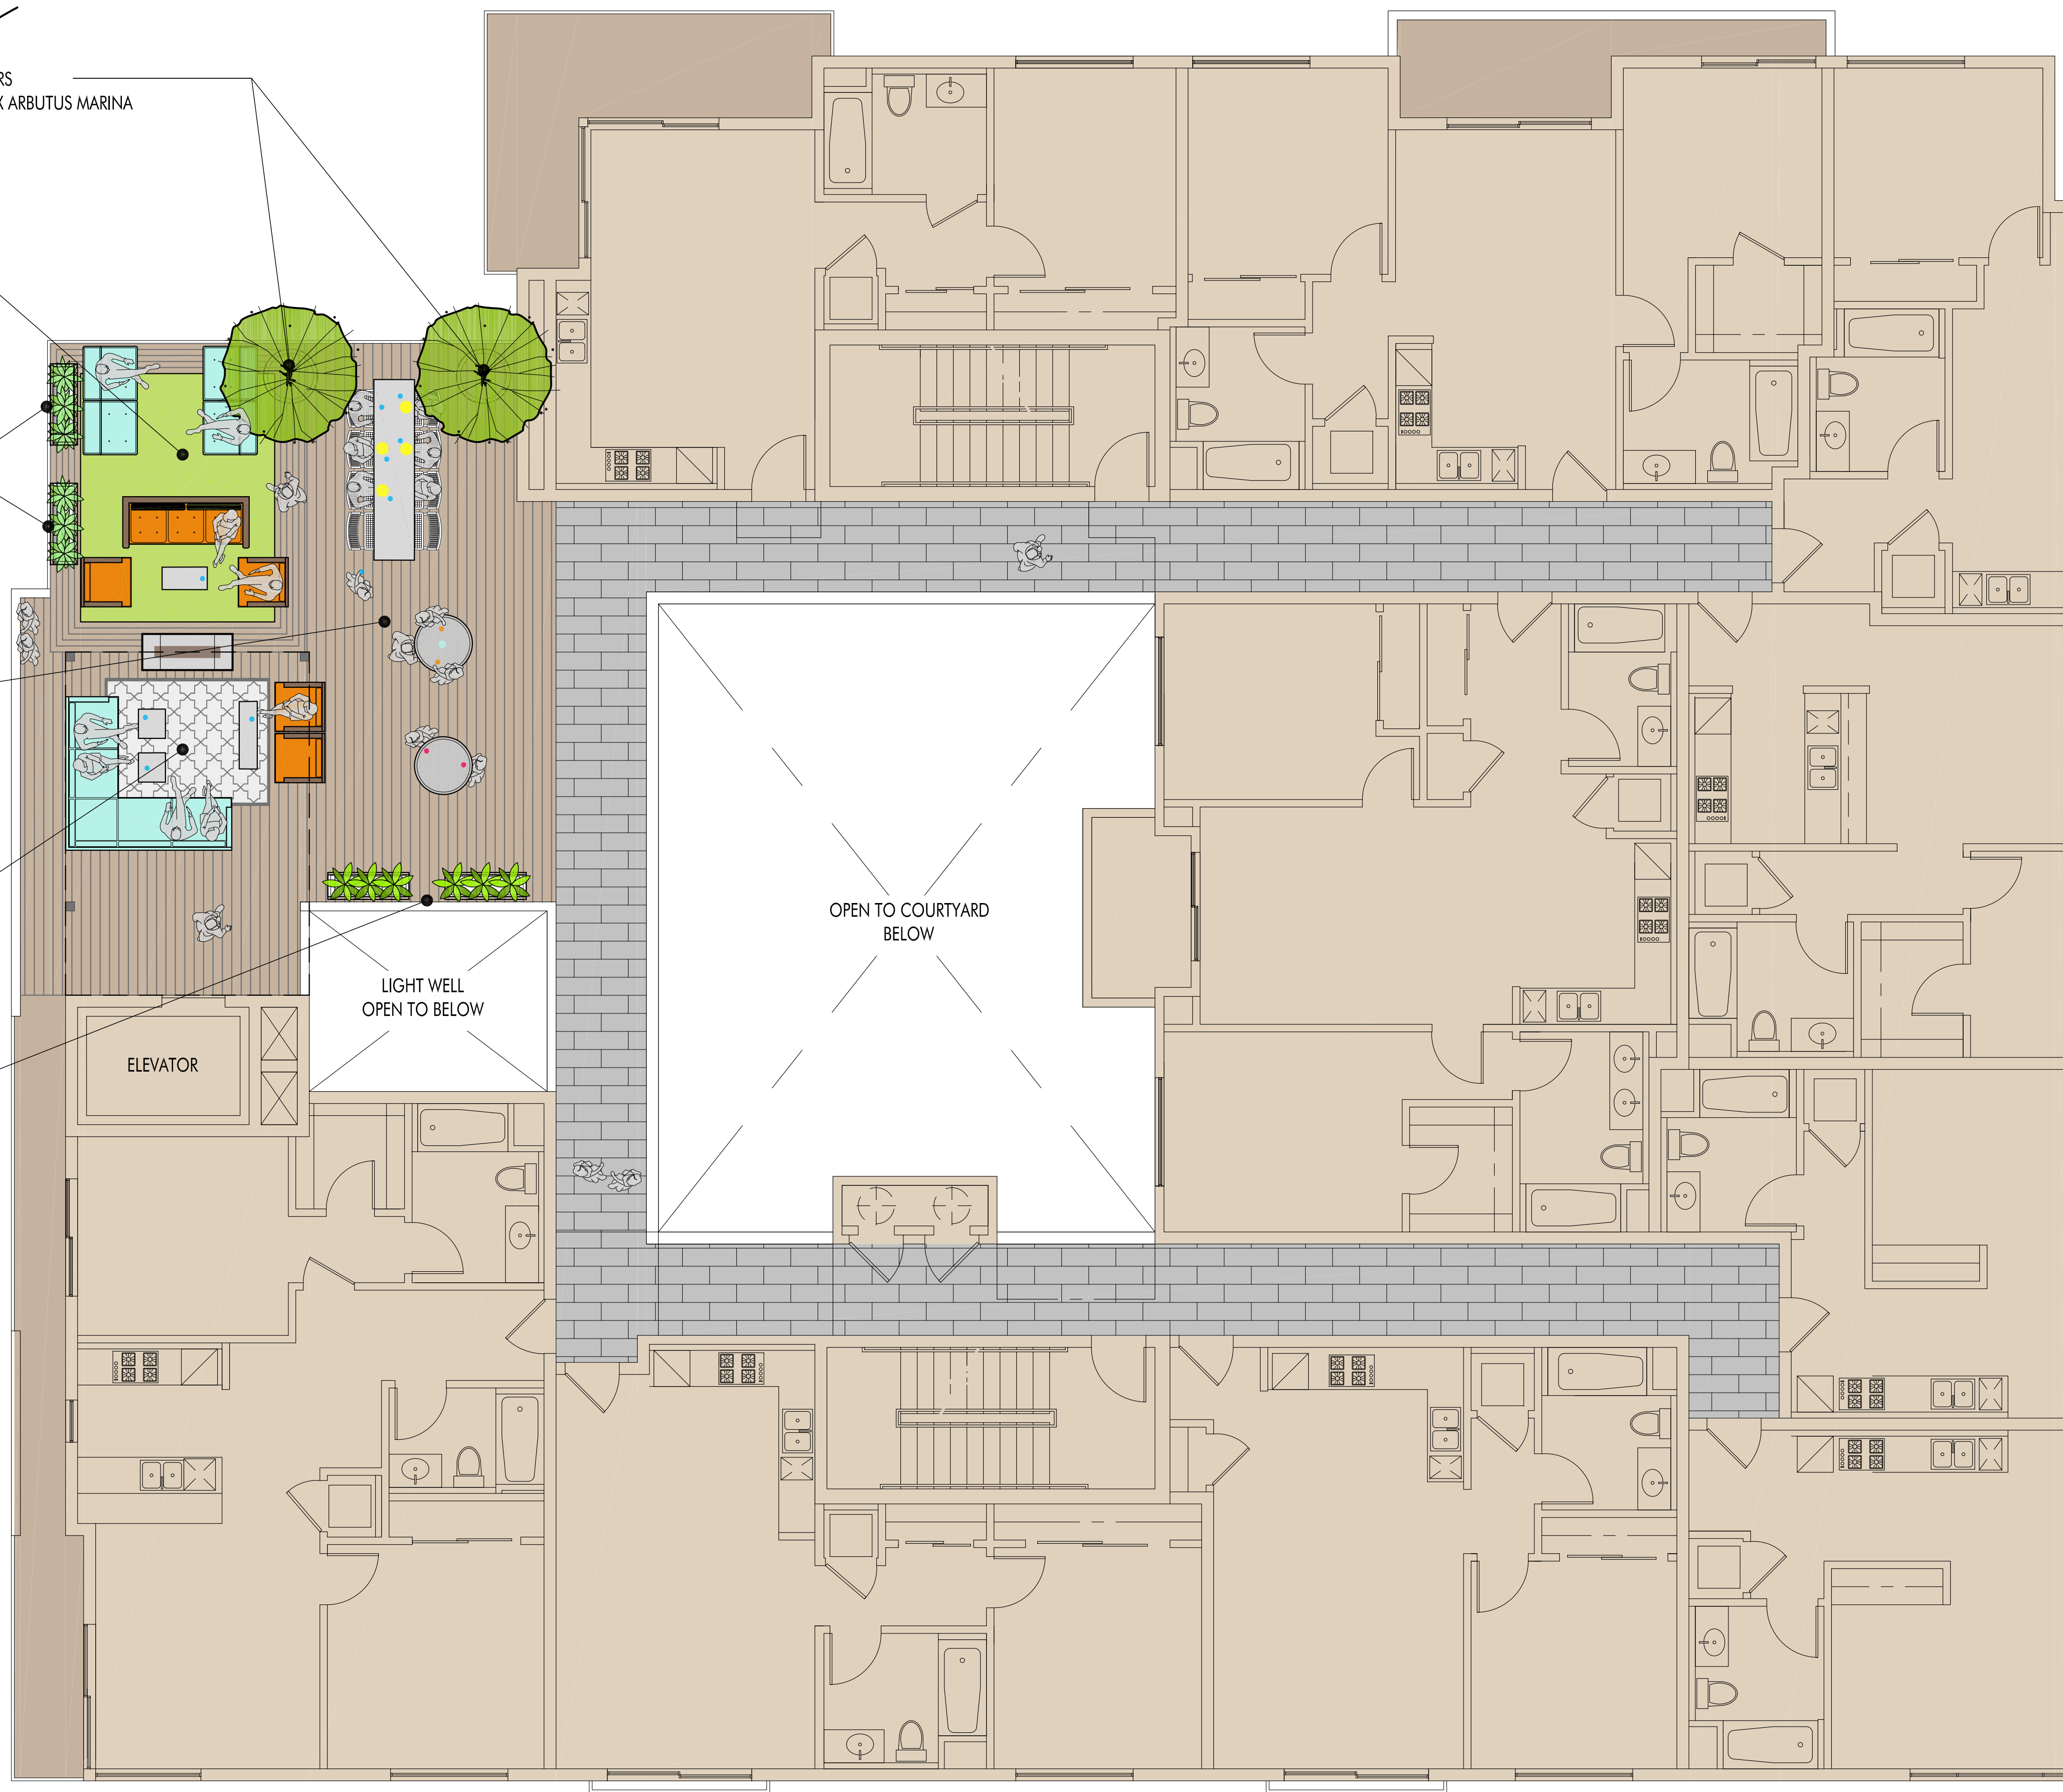 RS
X ARBUTUS MARINA
OPEN TO COURTYARD
BELOW
LIGHT WELL
OPEN TO BELOW
ELEVATOR